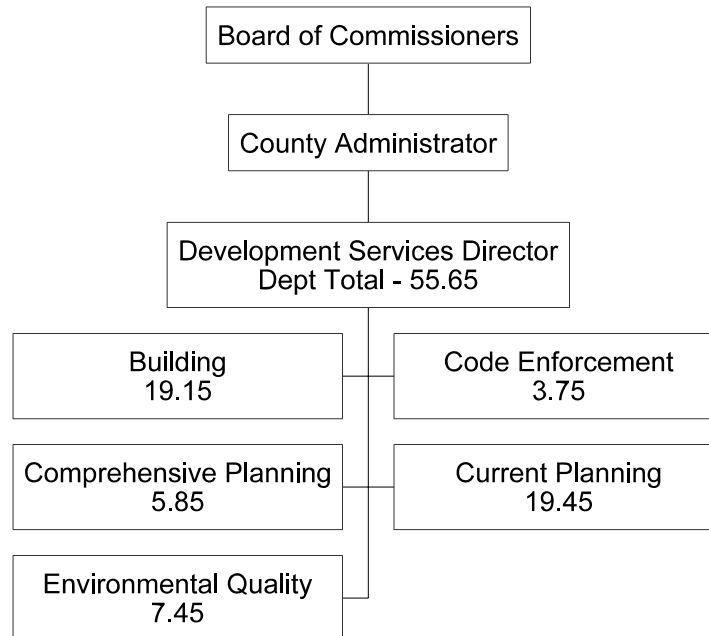 Board of Commissioners
County Administrator
Development Services Director
Dept Total - 55.65
Building
19.15
Code Enforcement
3.75
Comprehensive Planning
5.85
Current Planning
19.45
Environmental Quality
7.45